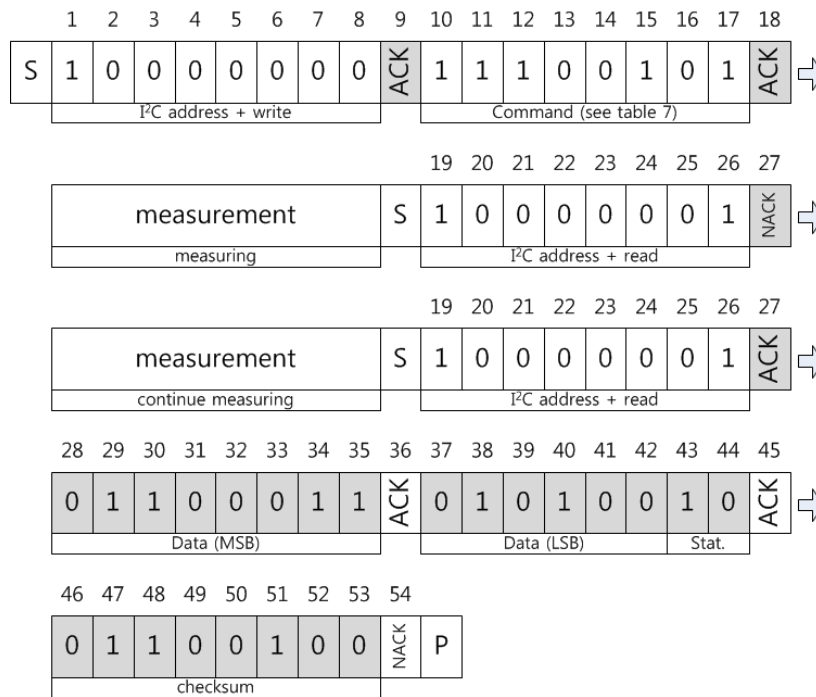 1 2 3 4 5 6 7 8 9 10 11 12 13 14 15 16 17 18
S 1 0 0 0 0 0 0 0 ACK 1 1 1 0 0 1 0 1 ACK
I²C address + write Command (see table 7)
19 20 21 22 23 24 25 26 27
measurement S 1 0 0 0 0 0 0 1 NACK
measuring I²C address + read
19 20 21 22 23 24 25 26 27
measurement S 1 0 0 0 0 0 0 1 ACK
continue measuring I²C address + read
28 29 30 31 32 33 34 35 36 37 38 39 40 41 42 43 44 45
0 1 1 0 0 0 1 1 ACK 0 1 0 1 0 0 1 0 ACK
Data (MSB) Data (LSB) Stat.
46 47 48 49 50 51 52 53 54
0 1 1 0 0 1 0 0 NACK P
checksum